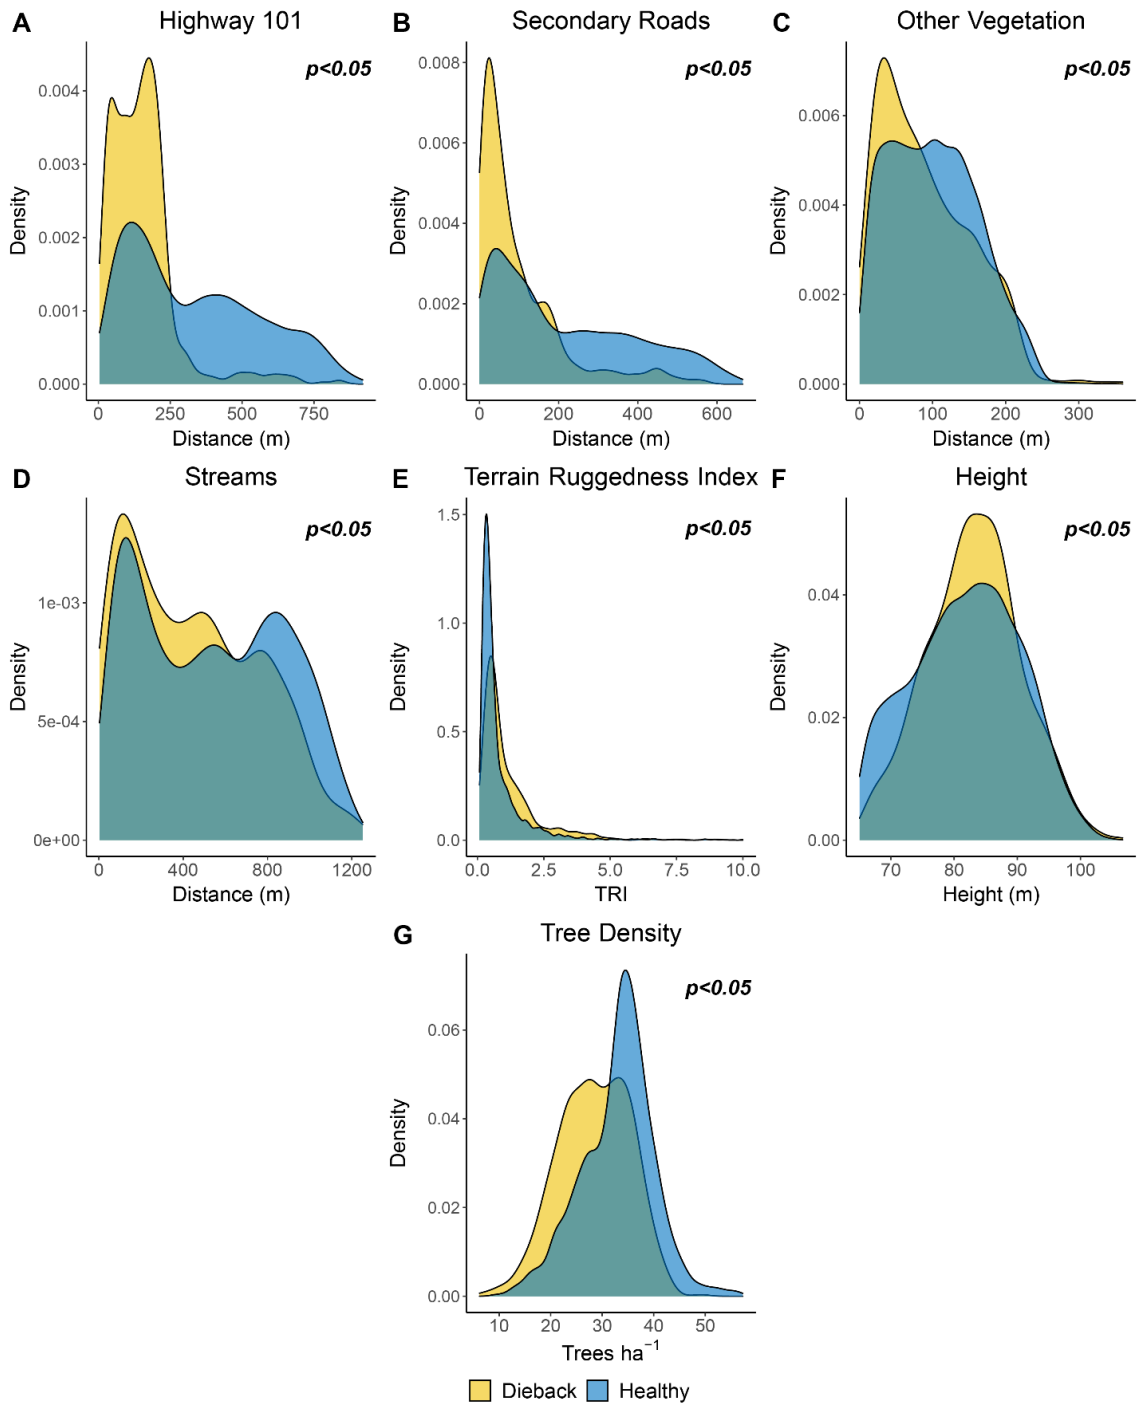 A Highway 101
p<0.05
Density
0.004
0.003
0.002
0.001
0.000
0 250 500 750
Distance (m)
B Secondary Roads
p<0.05
Density
0.008
0.006
0.004
0.002
0.000
0 200 400 600
Distance (m)
C Other Vegetation
p<0.05
Density
0.006
0.004
0.002
0.000
0 100 200 300
Distance (m)
D Streams
p<0.05
Density
1e-03
5e-04
0e+00
0 400 800 1200
Distance (m)
E Terrain Ruggedness Index
p<0.05
Density
1.5
1.0
0.5
0.0
0.0 2.5 5.0 7.5 10.0
TRI
F Height
p<0.05
Density
0.04
0.02
0.00
70 80 90 100
Height (m)
G Tree Density
p<0.05
Density
0.06
0.04
0.02
0.00
10 20 30 40 50
Trees ha⁻¹
Dieback Healthy